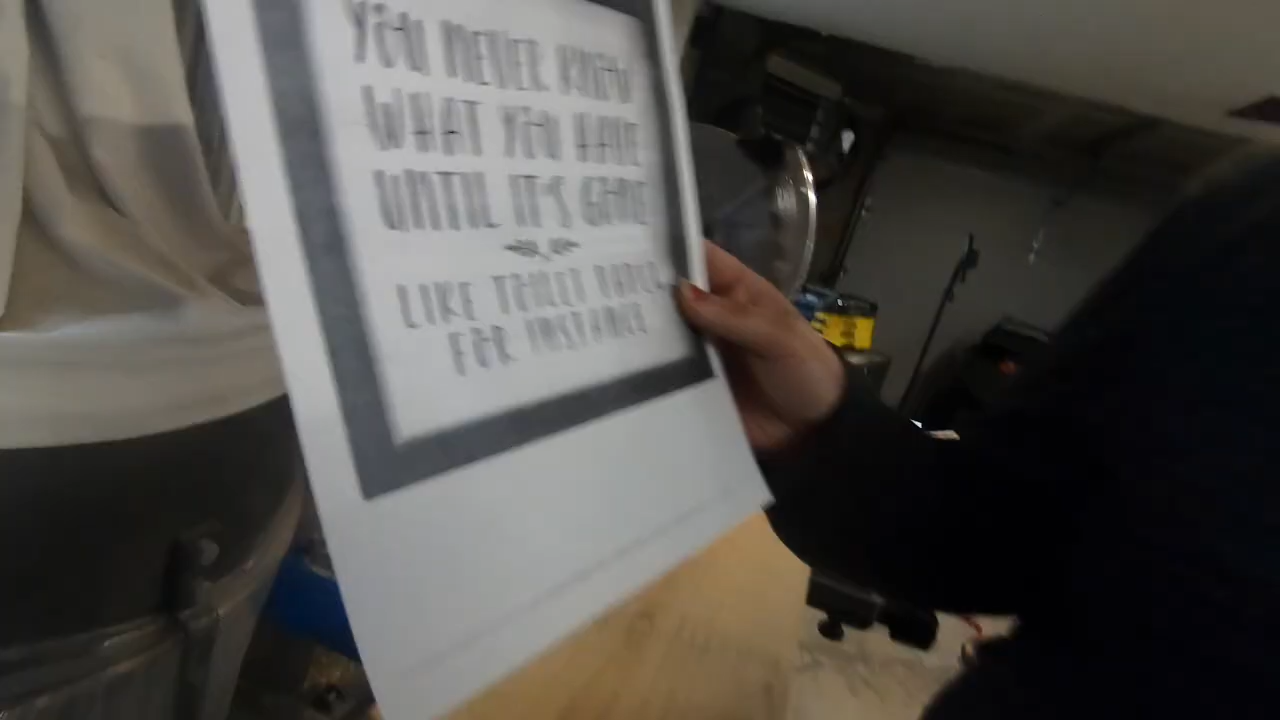 YOU NEVER KNOW
WHAT YOU HAVE
UNTIL IT'S GONE
LIKE TOILET PAPER
FOR INSTANCE